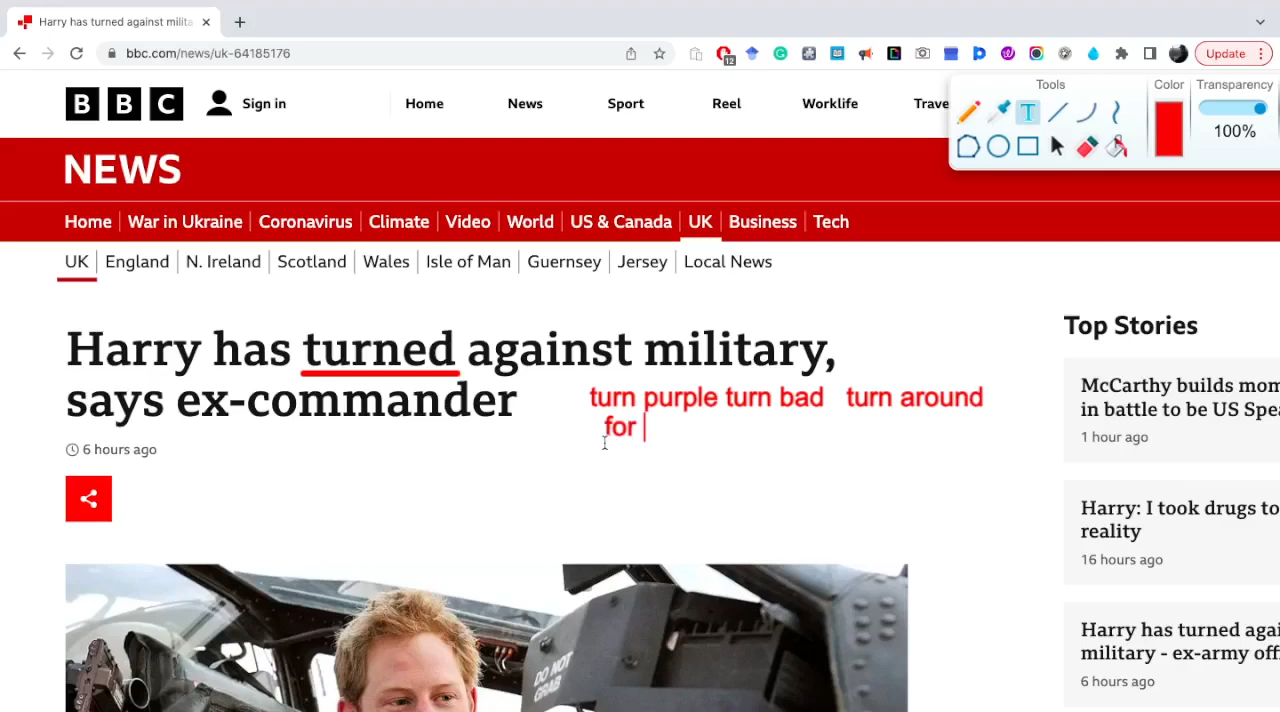 Harry has turned against milita
bbc.com/news/uk-64185176
12
Update
BBC
Sign in
Home
News
Sport
Reel
Worklife
Trave
Tools
Color
Transparency
T
100%
NEWS
Home
War in Ukraine
Coronavirus
Climate
Video
World
US & Canada
UK
Business
Tech
UK
England
N. Ireland
Scotland
Wales
Isle of Man
Guernsey
Jersey
Local News
Harry has turned against military,
says ex-commander
turn purple turn bad turn around
for
6 hours ago
DO NOT
GRAB
Top Stories
McCarthy builds mom
in battle to be US Spea
1 hour ago
Harry: I took drugs to
reality
16 hours ago
Harry has turned agai
military - ex-army off
6 hours ago